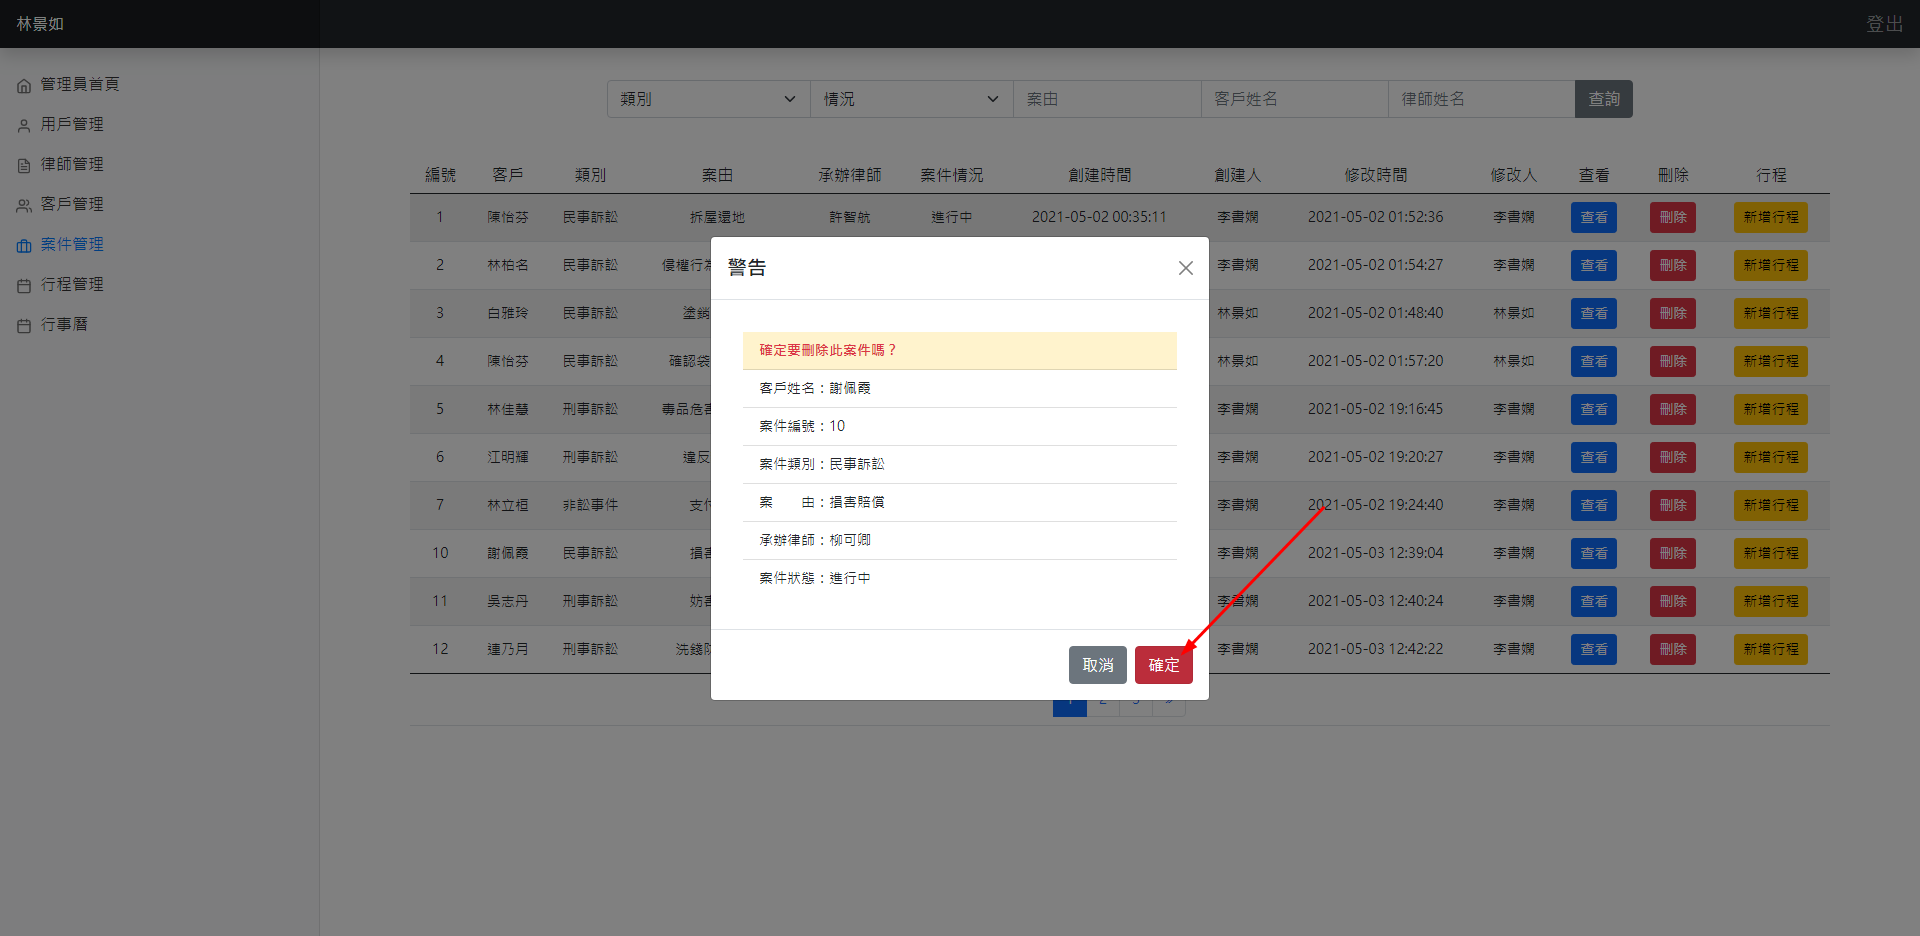 林景如
登出
管理員首頁
用戶管理
律師管理
客戶管理
案件管理
行程管理
行事曆
類別 情況 案由 客戶姓名 律師姓名 查詢
編號 客戶 類別 案由 承辦律師 案件情況 創建時間 創建人 修改時間 修改人 查看 刪除 行程
1 陳怡芬 民事訴訟 拆屋還地 許智航 進行中 2021-05-02 00:35:11 李書嫻 2021-05-02 01:52:36 李書嫻 查看 刪除 新增行程
2 林柏名 民事訴訟 侵權行為 李書嫻 2021-05-02 01:54:27 李書嫻 查看 刪除 新增行程
3 白雅玲 民事訴訟 塗銷 林景如 2021-05-02 01:48:40 林景如 查看 刪除 新增行程
4 陳怡芬 民事訴訟 確認袋 林景如 2021-05-02 01:57:20 林景如 查看 刪除 新增行程
5 林佳慧 刑事訴訟 毒品危害 李書嫻 2021-05-02 19:16:45 李書嫻 查看 刪除 新增行程
6 江明輝 刑事訴訟 違反 李書嫻 2021-05-02 19:20:27 李書嫻 查看 刪除 新增行程
7 林立桓 非訟事件 支付 李書嫻 2021-05-02 19:24:40 李書嫻 查看 刪除 新增行程
10 謝佩霞 民事訴訟 損害 李書嫻 2021-05-03 12:39:04 李書嫻 查看 刪除 新增行程
11 吳志丹 刑事訴訟 妨害 李書嫻 2021-05-03 12:40:24 李書嫻 查看 刪除 新增行程
12 連乃月 刑事訴訟 洗錢防 李書嫻 2021-05-03 12:42:22 李書嫻 查看 刪除 新增行程
警告
確定要刪除此案件嗎？
客戶姓名：謝佩霞
案件編號：10
案件類別：民事訴訟
案　　由：損害賠償
承辦律師：柳可卿
案件狀態：進行中
取消 確定
1 2 3 »